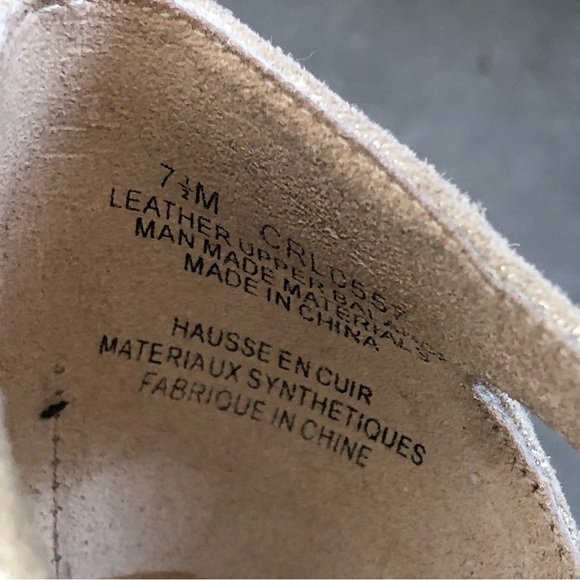 7½M CRLC557
LEATHER UPPER BALANCE
MAN MADE MATERIALS
MADE IN CHINA
HAUSSE EN CUIR
MATERIAUX SYNTHETIQUES
FABRIQUE IN CHINE